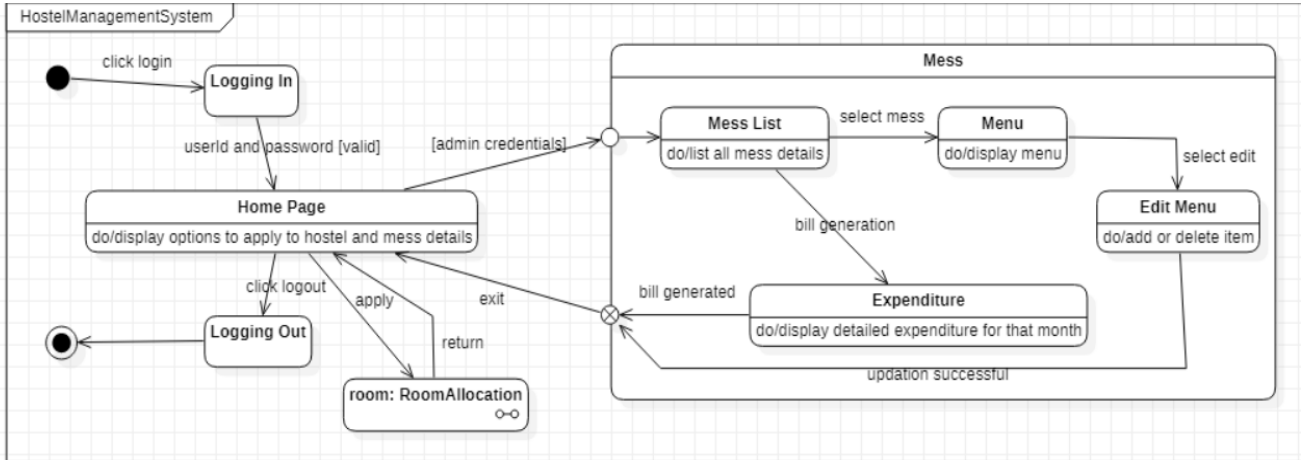 HostelManagementSystem
click login
Logging In
userId and password [valid]
[admin credentials]
Home Page
do/display options to apply to hostel and mess details
click logout
apply
exit
return
Logging Out
room: RoomAllocation
Mess
Mess List
do/list all mess details
select mess
Menu
do/display menu
select edit
Edit Menu
do/add or delete item
bill generation
bill generated
Expenditure
do/display detailed expenditure for that month
updation successful